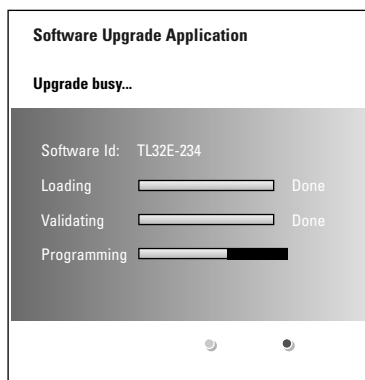 Software Upgrade Application
Upgrade busy...
Software Id: TL32E-234
Loading Done
Validating Done
Programming